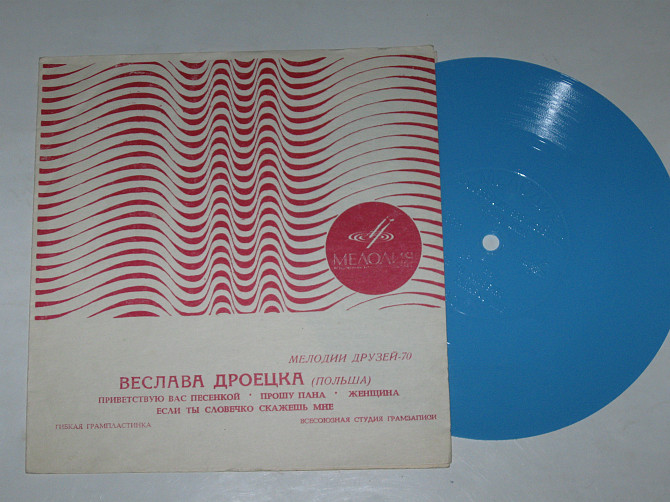 МЕЛОДИЯ
МЕЛОДИИ ДРУЗЕЙ-70
ВЕСЛАВА ДРОЕЦКА (ПОЛЬША)
ПРИВЕТСТВУЮ ВАС ПЕСЕНКОЙ • ПРОШУ ПАНА • ЖЕНЩИНА
ЕСЛИ ТЫ СЛОВЕЧКО СКАЖЕШЬ МНЕ
ГИБКАЯ ГРАМПЛАСТИНКА
ВСЕСОЮЗНАЯ СТУДИЯ ГРАМЗАПИСИ